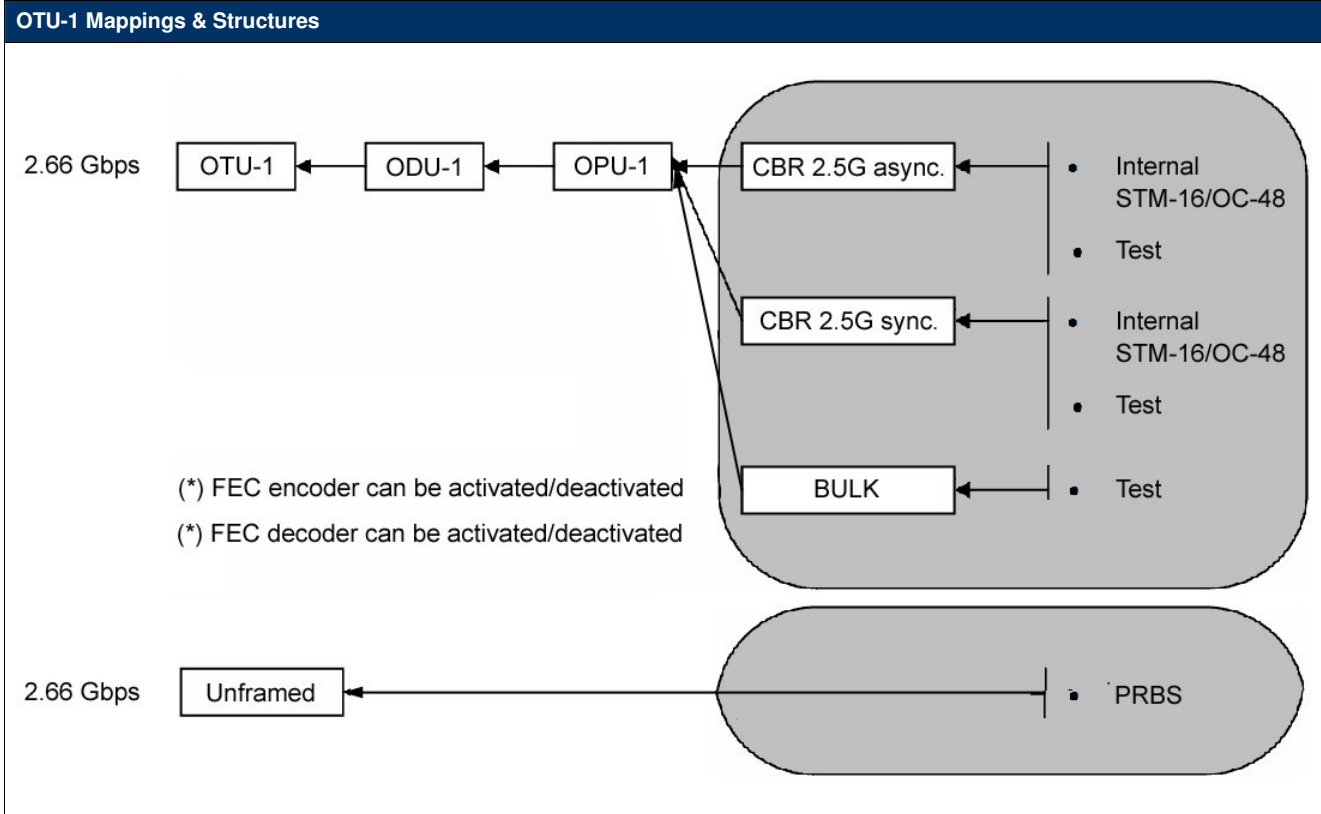 OTU-1 Mappings & Structures
2.66 Gbps
OTU-1
ODU-1
OPU-1
CBR 2.5G async.
• Internal
STM-16/OC-48
• Test
CBR 2.5G sync.
• Internal
STM-16/OC-48
• Test
(*) FEC encoder can be activated/deactivated
BULK
• Test
(*) FEC decoder can be activated/deactivated
2.66 Gbps
Unframed
• PRBS